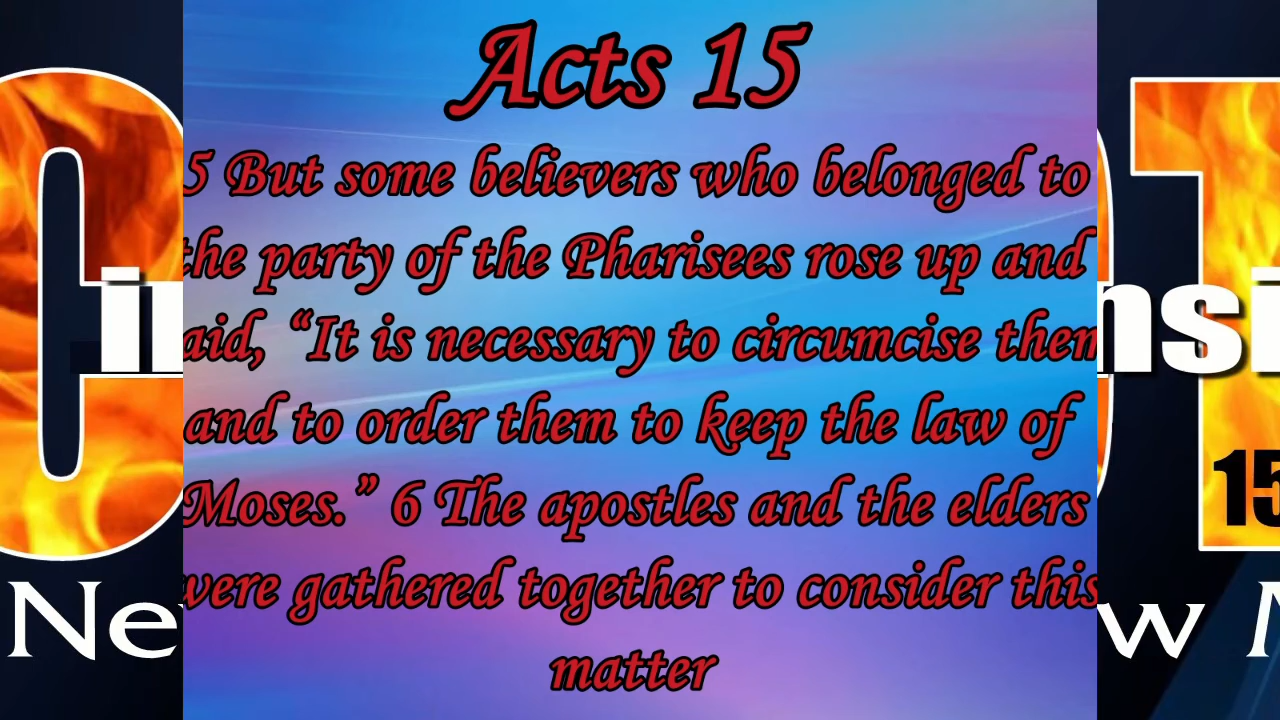 Acts 15
5 But some believers who belonged to
the party of the Pharisees rose up and
aid, “It is necessary to circumcise them
and to order them to keep the law of
Moses.” 6 The apostles and the elders
were gathered together to consider this
matter